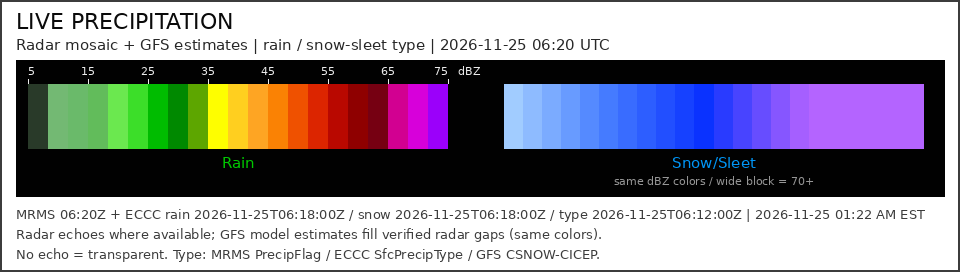 LIVE PRECIPITATION
Radar mosaic + GFS estimates | rain / snow-sleet type | 2026-11-25 06:20 UTC
5 15 25 35 45 55 65 75 dBZ
Rain
Snow/Sleet
same dBZ colors / wide block = 70+
MRMS 06:20Z + ECCC rain 2026-11-25T06:18:00Z / snow 2026-11-25T06:18:00Z / type 2026-11-25T06:12:00Z | 2026-11-25 01:22 AM EST
Radar echoes where available; GFS model estimates fill verified radar gaps (same colors).
No echo = transparent. Type: MRMS PrecipFlag / ECCC SfcPrecipType / GFS CSNOW-CICEP.